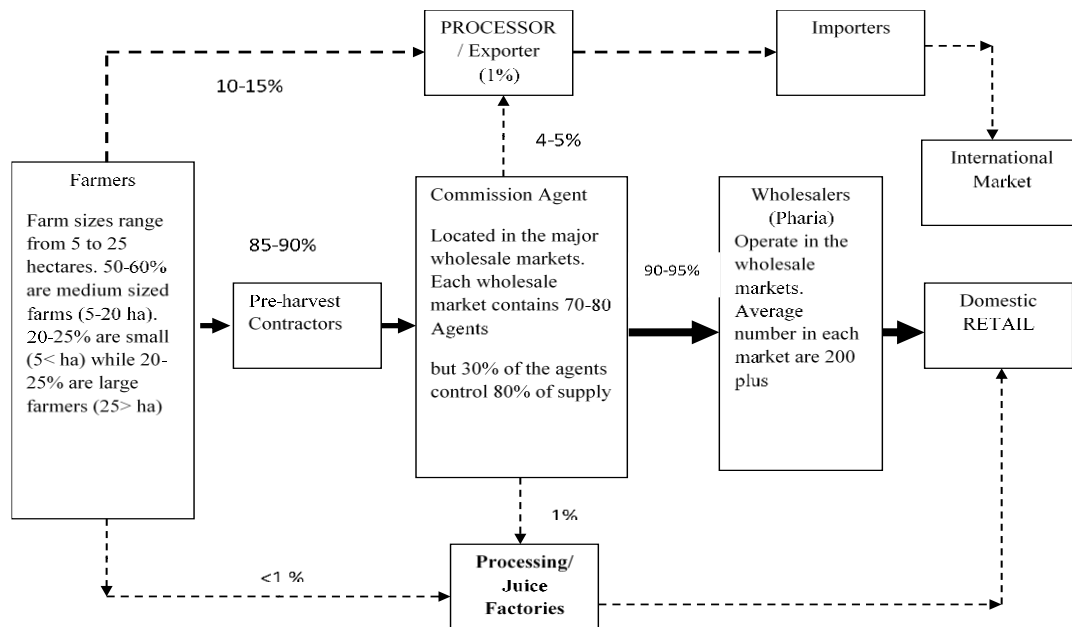 PROCESSOR
/ Exporter
(1%)
Importers
10-15%
4-5%
International
Market
Farmers
Farm sizes range
from 5 to 25
hectares. 50-60%
are medium sized
farms (5-20 ha).
20-25% are small
(5< ha) while 20-
25% are large
farmers (25> ha)
85-90%
Pre-harvest
Contractors
Commission Agent
Located in the major
wholesale markets.
Each wholesale
market contains 70-80
Agents
but 30% of the agents
control 80% of supply
90-95%
Wholesalers
(Pharia)
Operate in the
wholesale
markets.
Average
number in each
market are 200
plus
Domestic
RETAIL
1%
<1 %
Processing/
Juice
Factories